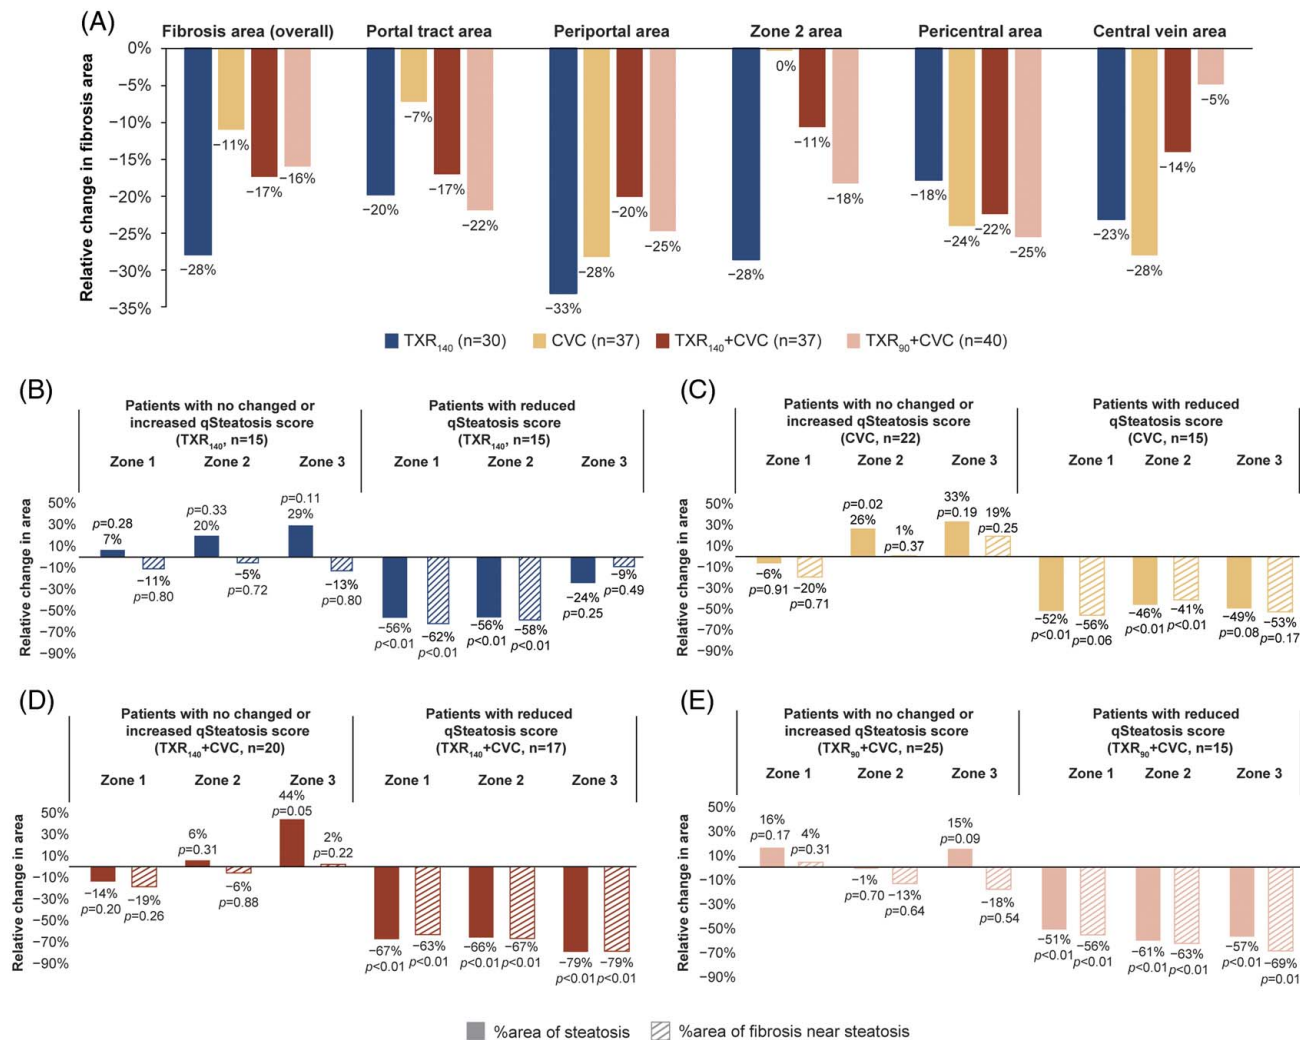 (A)
Fibrosis area (overall) Portal tract area Periportal area Zone 2 area Pericentral area Central vein area
Relative change in fibrosis area
0%
−5%
−10%
−15%
−20%
−25%
−30%
−35%
−28% −11% −17% −16%
−20% −7% −17% −22%
−33% −28% −20% −25%
−28% 0% −11% −18%
−18% −24% −22% −25%
−23% −28% −14% −5%
TXR140 (n=30) CVC (n=37) TXR140+CVC (n=37) TXR90+CVC (n=40)
(B)
Patients with no changed or
increased qSteatosis score
(TXR140, n=15)
Zone 1 Zone 2 Zone 3
Patients with reduced
qSteatosis score
(TXR140, n=15)
Zone 1 Zone 2 Zone 3
Relative change in area
50%
30%
10%
−10%
−30%
−50%
−70%
−90%
p=0.28
7%
−11%
p=0.80
p=0.33
20%
−5%
p=0.72
p=0.11
29%
−13%
p=0.80
−56%
p<0.01
−62%
p<0.01
−56%
p<0.01
−58%
p<0.01
−24%
p=0.25
−9%
p=0.49
(C)
Patients with no changed or
increased qSteatosis score
(CVC, n=22)
Zone 1 Zone 2 Zone 3
Patients with reduced
qSteatosis score
(CVC, n=15)
Zone 1 Zone 2 Zone 3
Relative change in area
50%
30%
10%
−10%
−30%
−50%
−70%
−90%
−6%
p=0.91
−20%
p=0.71
p=0.02
26%
1%
p=0.37
33%
p=0.19
19%
p=0.25
−52%
p<0.01
−56%
p=0.06
−46%
p<0.01
−41%
p<0.01
−49%
p=0.08
−53%
p=0.17
(D)
Patients with no changed or
increased qSteatosis score
(TXR140+CVC, n=20)
Zone 1 Zone 2 Zone 3
Patients with reduced
qSteatosis score
(TXR140+CVC, n=17)
Zone 1 Zone 2 Zone 3
Relative change in area
50%
30%
10%
−10%
−30%
−50%
−70%
−90%
−14%
p=0.20
−19%
p=0.26
6%
p=0.31
−6%
p=0.88
44%
p=0.05
2%
p=0.22
−67%
p<0.01
−63%
p<0.01
−66%
p<0.01
−67%
p<0.01
−79%
p<0.01
−79%
p<0.01
(E)
Patients with no changed or
increased qSteatosis score
(TXR90+CVC, n=25)
Zone 1 Zone 2 Zone 3
Patients with reduced
qSteatosis score
(TXR90+CVC, n=15)
Zone 1 Zone 2 Zone 3
Relative change in area
50%
30%
10%
−10%
−30%
−50%
−70%
−90%
16%
p=0.17
4%
p=0.31
−1%
p=0.70
−13%
p=0.64
15%
p=0.09
−18%
p=0.54
−51%
p<0.01
−56%
p<0.01
−61%
p<0.01
−63%
p<0.01
−57%
p<0.01
−69%
p=0.01
%area of steatosis %area of fibrosis near steatosis